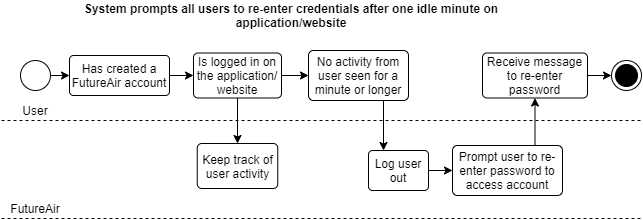 System prompts all users to re-enter credentials after one idle minute on
application/website
Has created a
FutureAir account
Is logged in on
the application/
website
No activity from
user seen for a
minute or longer
Receive message
to re-enter
password
User
Keep track of
user activity
Log user
out
Prompt user to re-
enter password to
access account
FutureAir